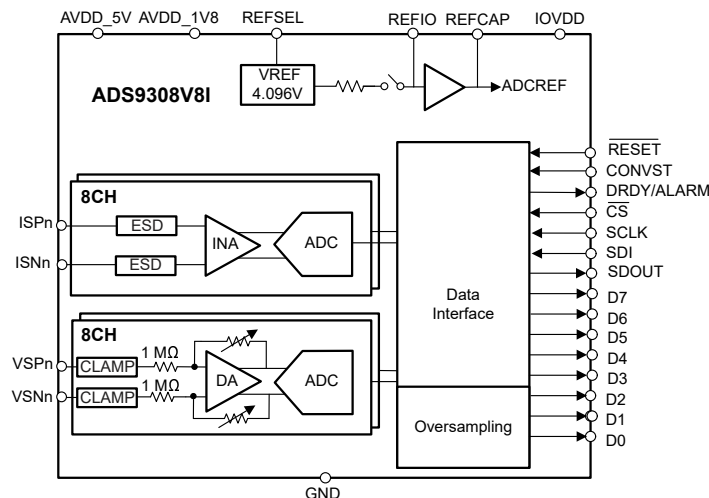 AVDD_5V
AVDD_1V8
REFSEL
REFIO
REFCAP
IOVDD
ADS9308V8I
VREF
4.096V
ADCREF
RESET
CONVST
DRDY/ALARM
CS
SCLK
SDI
SDOUT
D7
D6
D5
D4
D3
D2
D1
D0
8CH
ISPn
ESD
INA
ADC
ISNn
ESD
Data
Interface
8CH
VSPn
CLAMP
1 MΩ
DA
ADC
VSNn
CLAMP
1 MΩ
Oversampling
GND